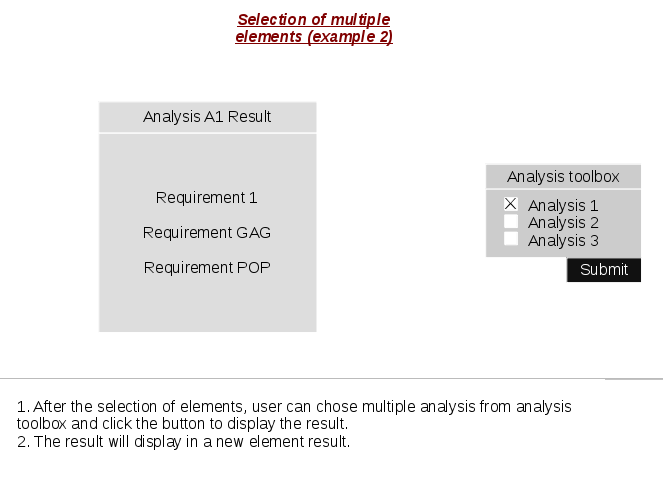 Selection of multiple
elements (example 2)
Analysis A1 Result
Requirement 1
Requirement GAG
Requirement POP
Analysis toolbox
Analysis 1
Analysis 2
Analysis 3
Submit
1. After the selection of elements, user can chose multiple analysis from analysis
toolbox and click the button to display the result.
2. The result will display in a new element result.